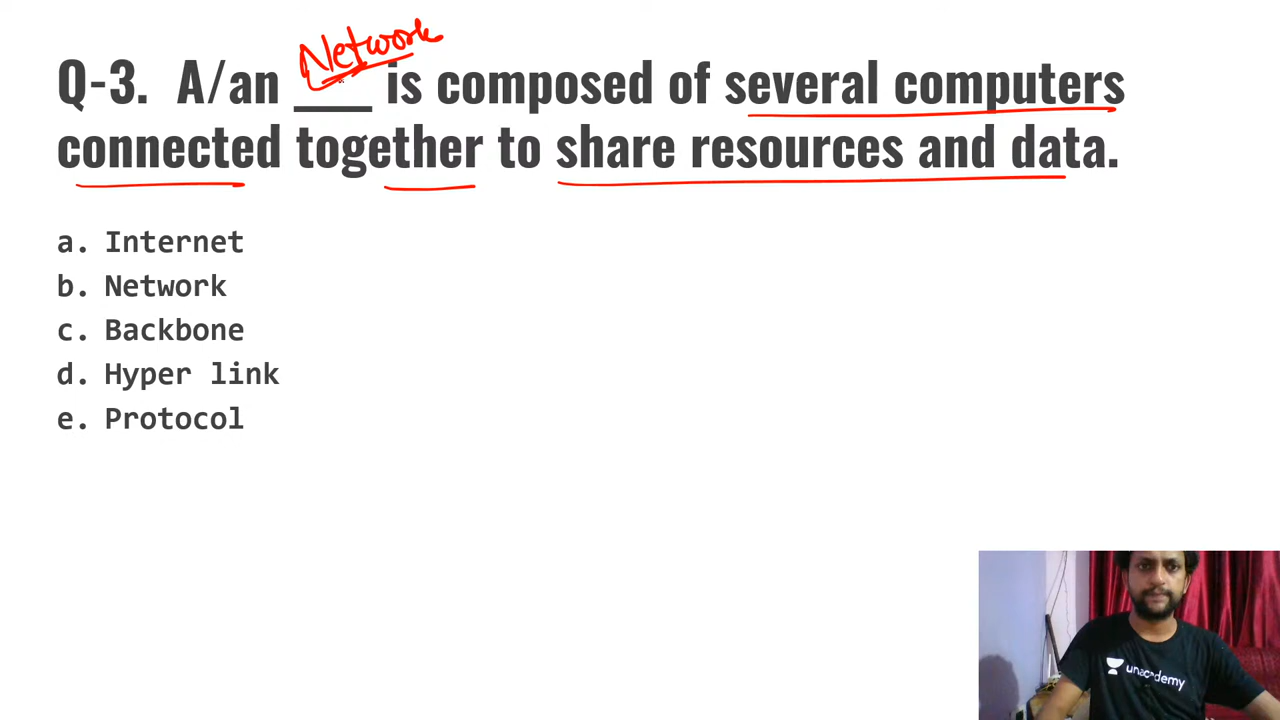 Network
Q-3. A/an ____ is composed of several computers
connected together to share resources and data.
a. Internet
b. Network
c. Backbone
d. Hyper link
e. Protocol
unacademy